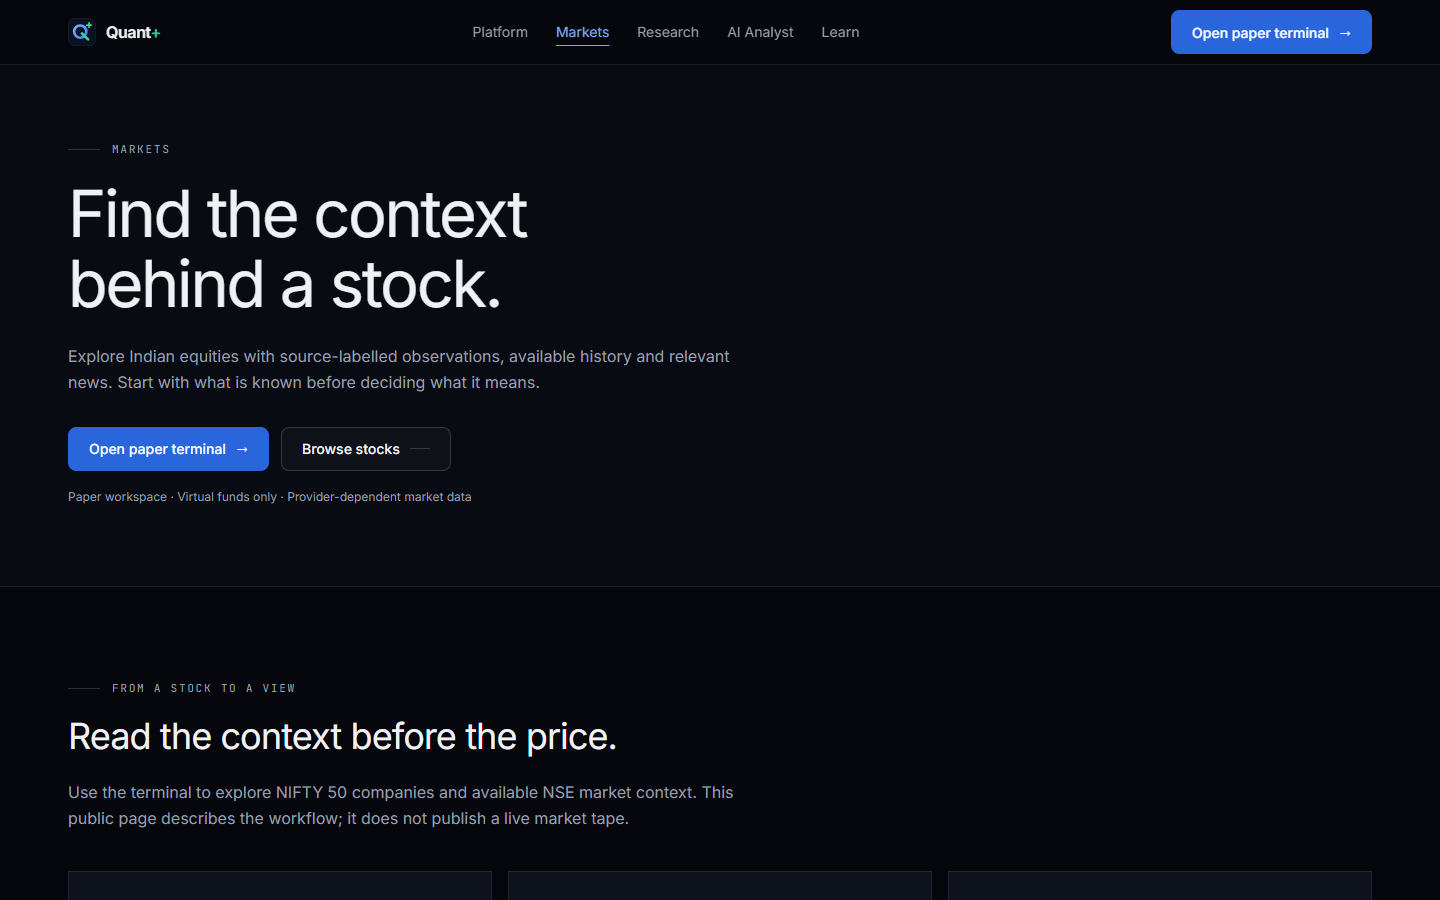 Quant+
Platform
Markets
Research
AI Analyst
Learn
Open paper terminal →
MARKETS
Find the context
behind a stock.
Explore Indian equities with source-labelled observations, available history and relevant
news. Start with what is known before deciding what it means.
Open paper terminal →
Browse stocks
Paper workspace · Virtual funds only · Provider-dependent market data
FROM A STOCK TO A VIEW
Read the context before the price.
Use the terminal to explore NIFTY 50 companies and available NSE market context. This
public page describes the workflow; it does not publish a live market tape.